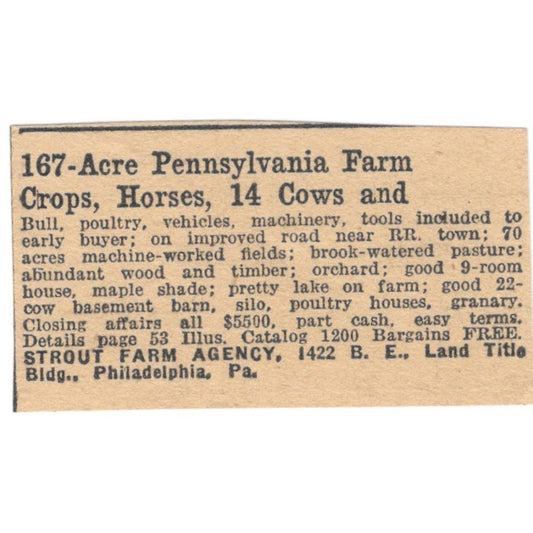 167-Acre Pennsylvania Farm
Crops, Horses, 14 Cows and
Bull, poultry, vehicles, machinery, tools included to
early buyer; on improved road near RR. town; 70
acres machine-worked fields; brook-watered pasture;
abundant wood and timber; orchard; good 9-room
house, maple shade; pretty lake on farm; good 22-
cow basement barn, silo, poultry houses, granary.
Closing affairs all $5500, part cash, easy terms.
Details page 53 Illus. Catalog 1200 Bargains FREE.
STROUT FARM AGENCY, 1422 B. E., Land Title
Bldg., Philadelphia, Pa.